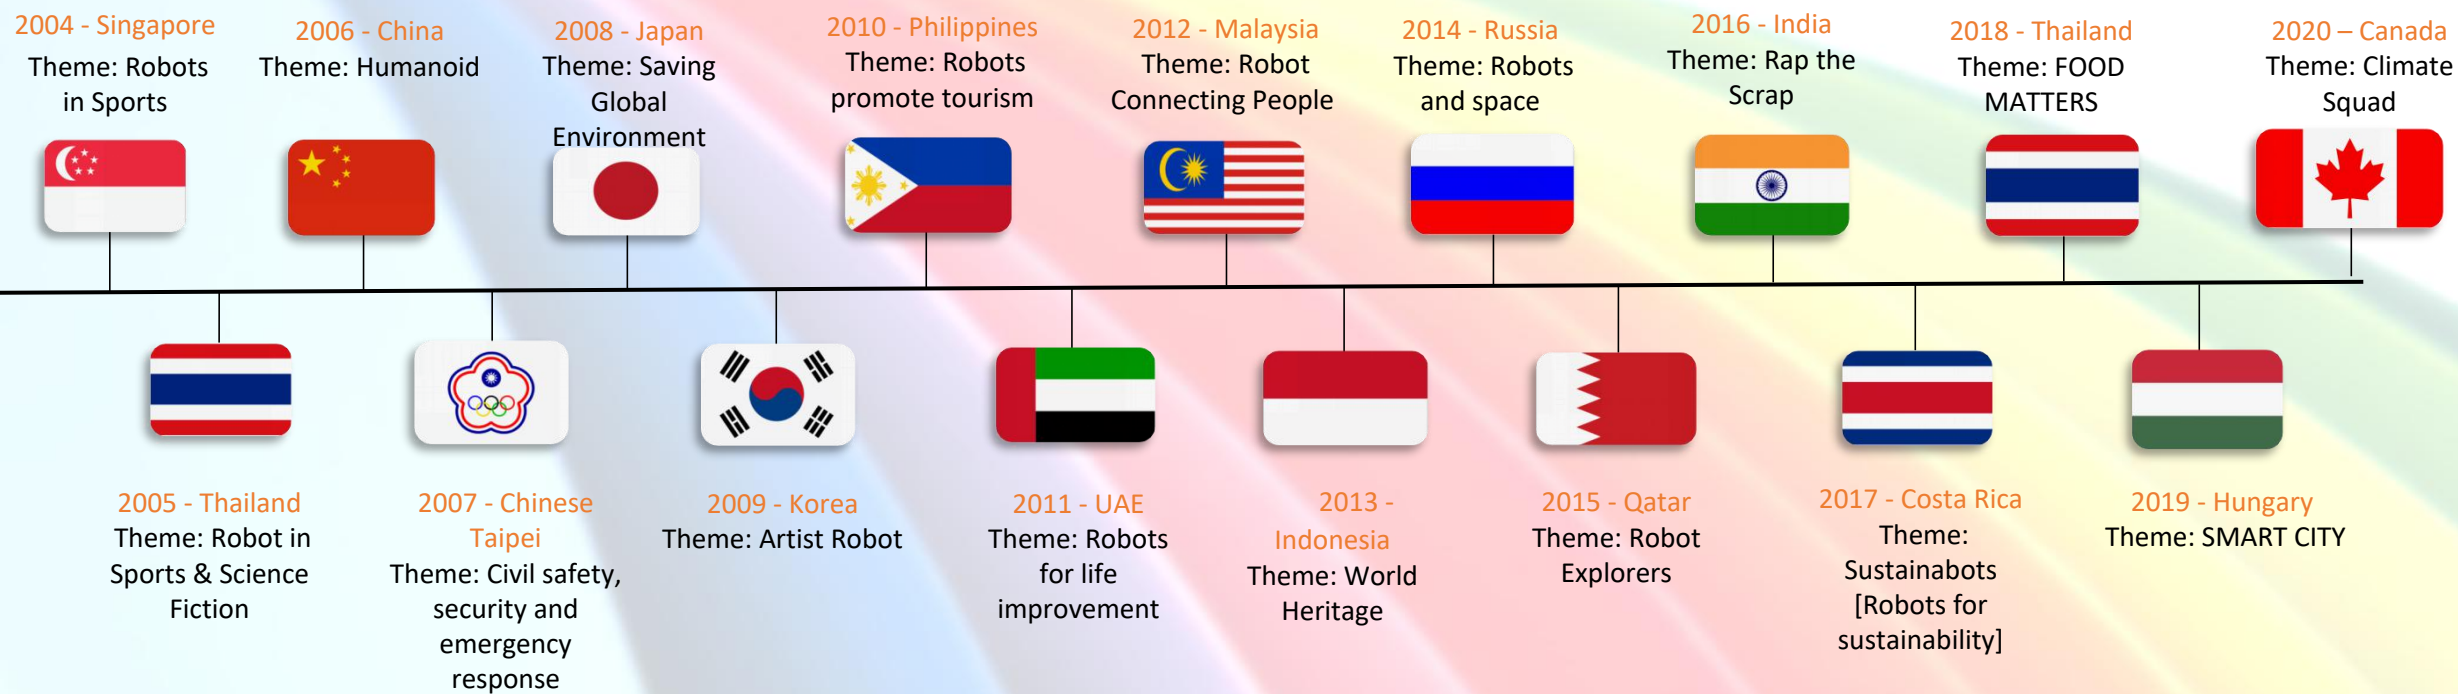 2004 - Singapore
Theme: Robots
in Sports
2006 - China
Theme: Humanoid
2008 - Japan
Theme: Saving
Global
Environment
2010 - Philippines
Theme: Robots
promote tourism
2012 - Malaysia
Theme: Robot
Connecting People
2014 - Russia
Theme: Robots
and space
2016 - India
Theme: Rap the
Scrap
2018 - Thailand
Theme: FOOD
MATTERS
2020 – Canada
Theme: Climate
Squad
2005 - Thailand
Theme: Robot in
Sports & Science
Fiction
2007 - Chinese
Taipei
Theme: Civil safety,
security and
emergency
response
2009 - Korea
Theme: Artist Robot
2011 - UAE
Theme: Robots
for life
improvement
2013 -
Indonesia
Theme: World
Heritage
2015 - Qatar
Theme: Robot
Explorers
2017 - Costa Rica
Theme:
Sustainabots
[Robots for
sustainability]
2019 - Hungary
Theme: SMART CITY